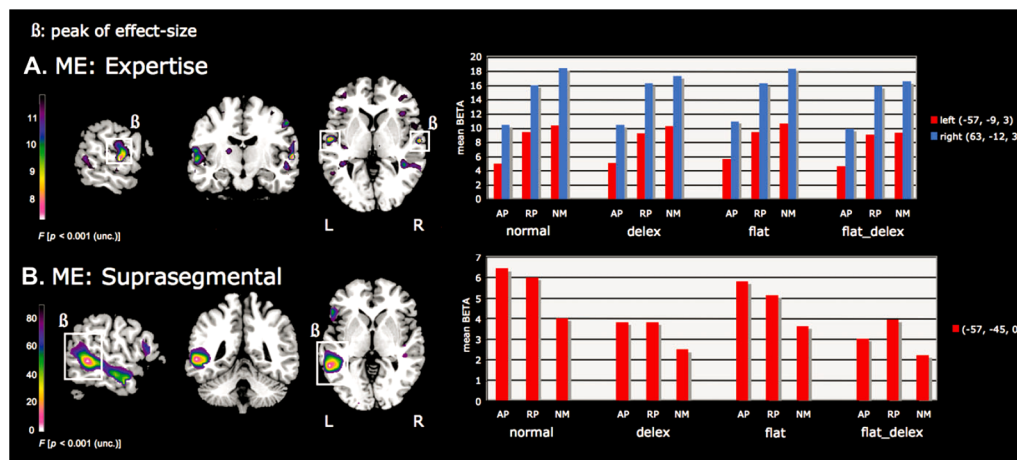 ß: peak of effect-size
A. ME: Expertise
ß
11
10
9
8
F [p < 0.001 (unc.)]
L
R
20
18
16
14
12
10
8
6
4
2
0
mean BETA
AP RP NM
AP RP NM
AP RP NM
AP RP NM
normal
delex
flat
flat_delex
left (-57, -9, 3)
right (63, -12, 3
B. ME: Suprasegmental
ß
ß
80
60
40
20
0
F [p < 0.001 (unc.)]
L
R
7
6
5
4
3
2
1
0
mean BETA
AP RP NM
AP RP NM
AP RP NM
AP RP NM
normal
delex
flat
flat_delex
(-57, -45, 0